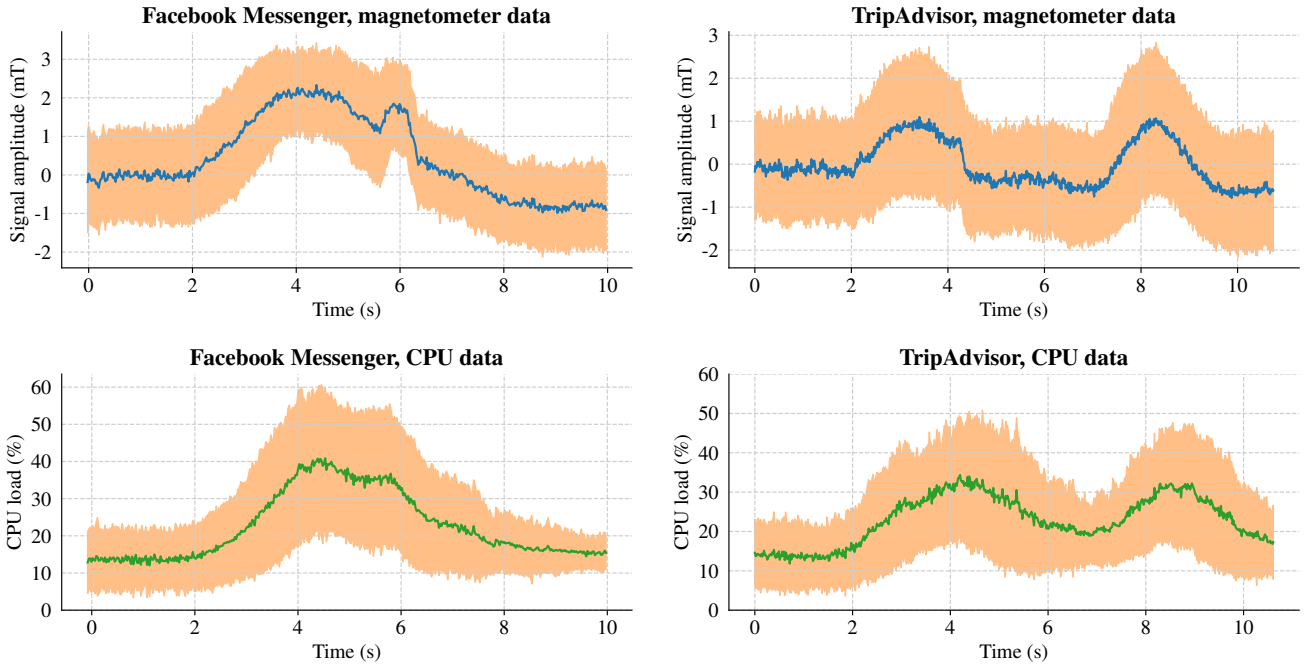 Facebook Messenger, magnetometer data
Signal amplitude (mT)
3
2
1
0
-1
-2
0 2 4 6 8 10
Time (s)
TripAdvisor, magnetometer data
Signal amplitude (mT)
3
2
1
0
-1
-2
0 2 4 6 8 10
Time (s)
Facebook Messenger, CPU data
CPU load (%)
60
50
40
30
20
10
0
0 2 4 6 8 10
Time (s)
TripAdvisor, CPU data
CPU load (%)
60
50
40
30
20
10
0
0 2 4 6 8 10
Time (s)